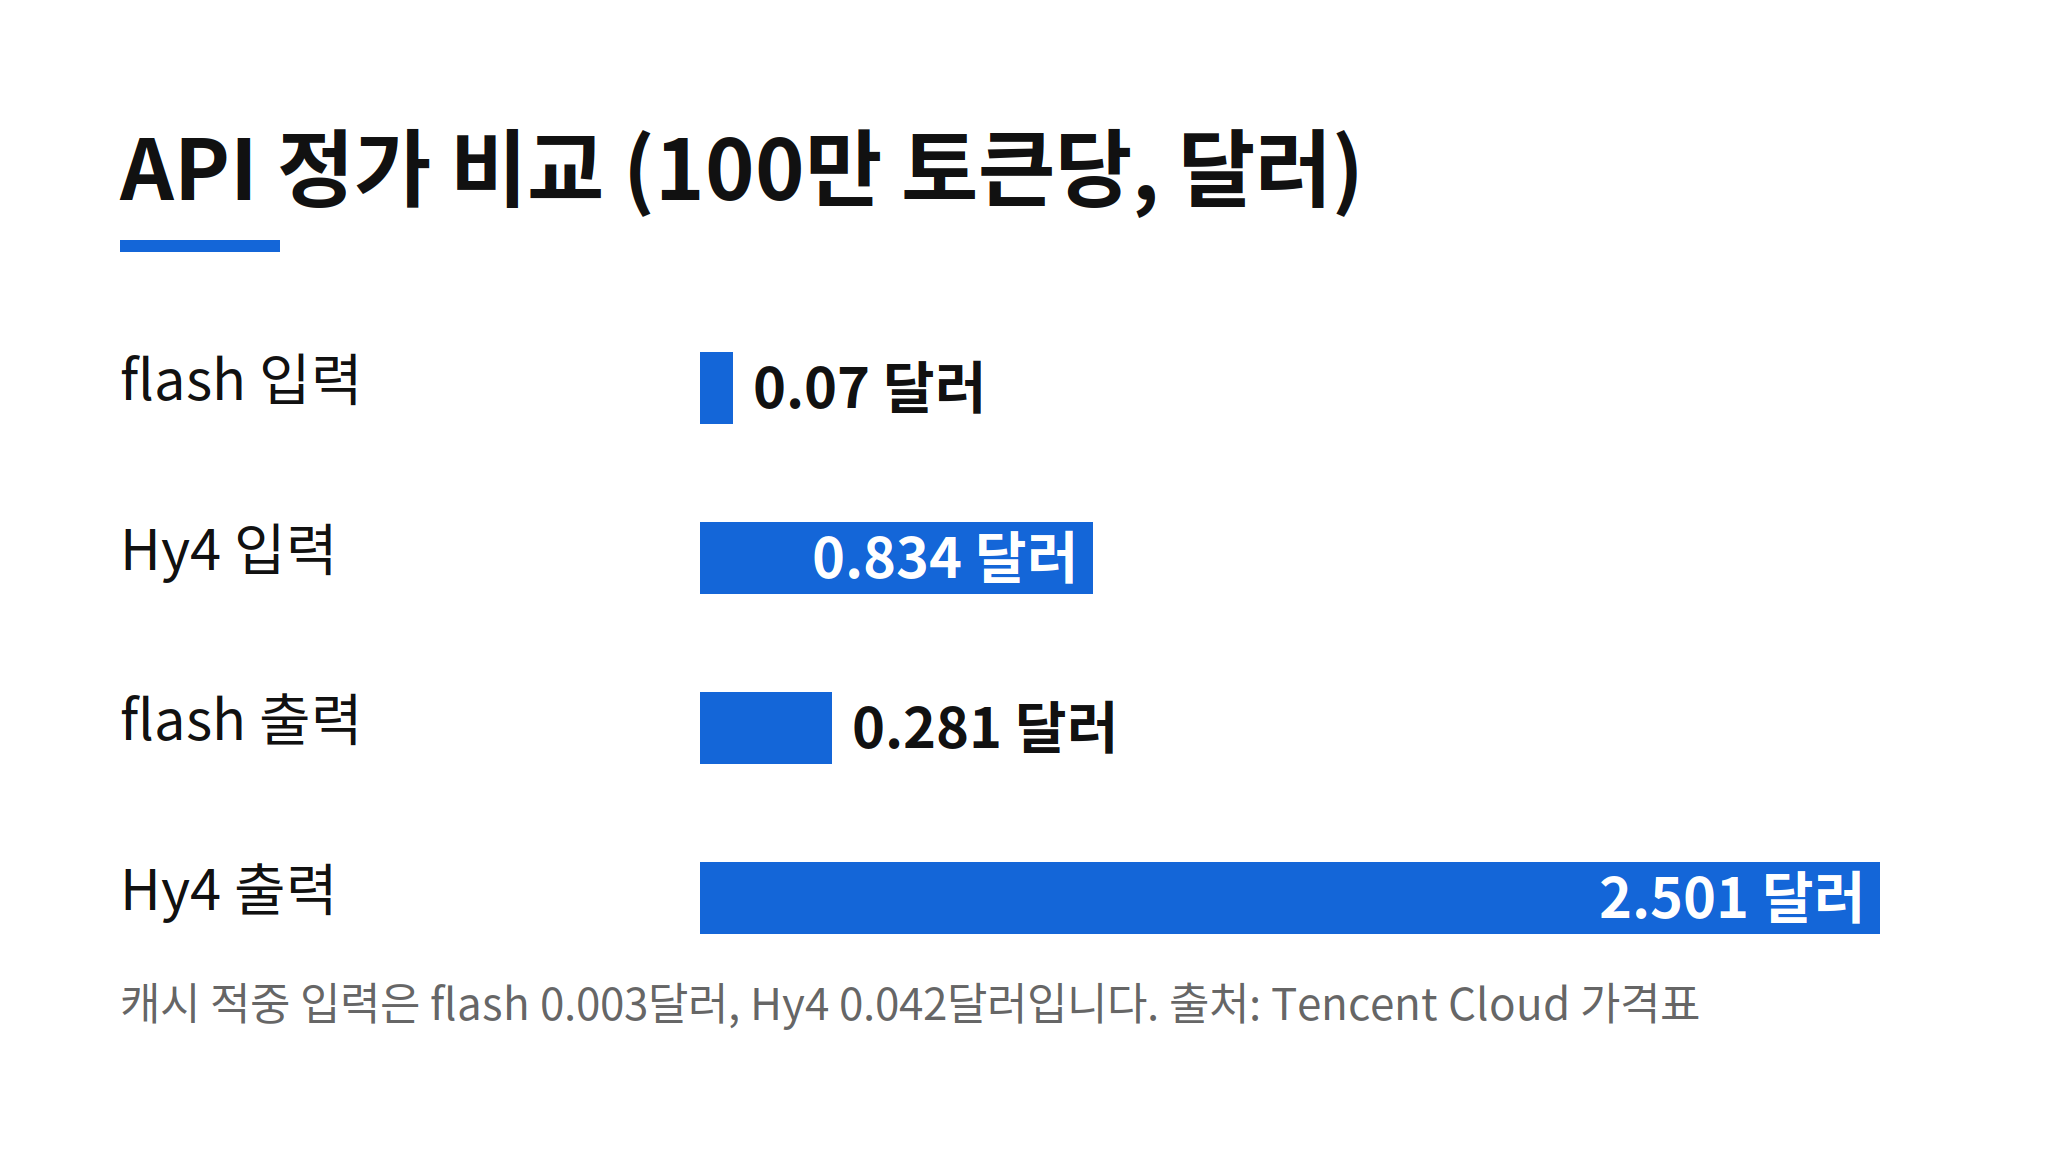 API 정가 비교 (100만 토큰당, 달러)
flash 입력
0.07 달러
Hy4 입력
0.834 달러
flash 출력
0.281 달러
Hy4 출력
2.501 달러
캐시 적중 입력은 flash 0.003달러, Hy4 0.042달러입니다. 출처: Tencent Cloud 가격표